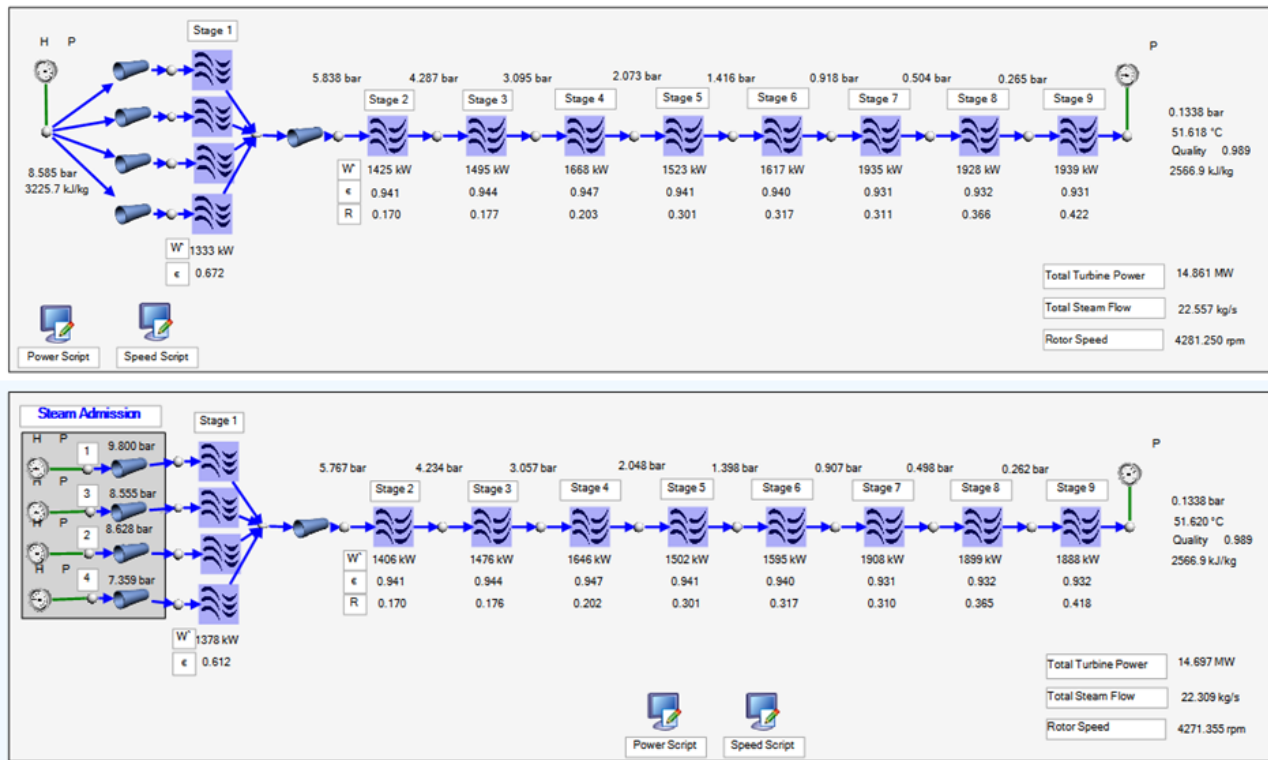 Stage 1
H P
P
5.838 bar 4.287 bar 3.095 bar 2.073 bar 1.416 bar 0.918 bar 0.504 bar 0.265 bar
Stage 2 Stage 3 Stage 4 Stage 5 Stage 6 Stage 7 Stage 8 Stage 9
0.1338 bar
51.618 °C
Quality 0.989
2566.9 kJ/kg
8.585 bar
3225.7 kJ/kg
W' 1425 kW 1495 kW 1668 kW 1523 kW 1617 kW 1935 kW 1928 kW 1939 kW
ε 0.941 0.944 0.947 0.941 0.940 0.931 0.932 0.931
R 0.170 0.177 0.203 0.301 0.317 0.311 0.366 0.422
W' 1333 kW
ε 0.672
Total Turbine Power 14.861 MW
Total Steam Flow 22.557 kg/s
Rotor Speed 4281.250 rpm
Power Script Speed Script
Steam Admission
Stage 1
H P
1 9.800 bar
H P
3 8.555 bar
H P
2 8.628 bar
H P
4 7.359 bar
P
5.767 bar 4.234 bar 3.057 bar 2.048 bar 1.398 bar 0.907 bar 0.498 bar 0.262 bar
Stage 2 Stage 3 Stage 4 Stage 5 Stage 6 Stage 7 Stage 8 Stage 9
0.1338 bar
51.620 °C
Quality 0.989
2566.9 kJ/kg
W' 1406 kW 1476 kW 1646 kW 1502 kW 1595 kW 1908 kW 1899 kW 1888 kW
ε 0.941 0.944 0.947 0.941 0.940 0.931 0.932 0.932
R 0.170 0.176 0.202 0.301 0.317 0.310 0.365 0.418
W' 1378 kW
ε 0.612
Total Turbine Power 14.697 MW
Total Steam Flow 22.309 kg/s
Rotor Speed 4271.355 rpm
Power Script Speed Script